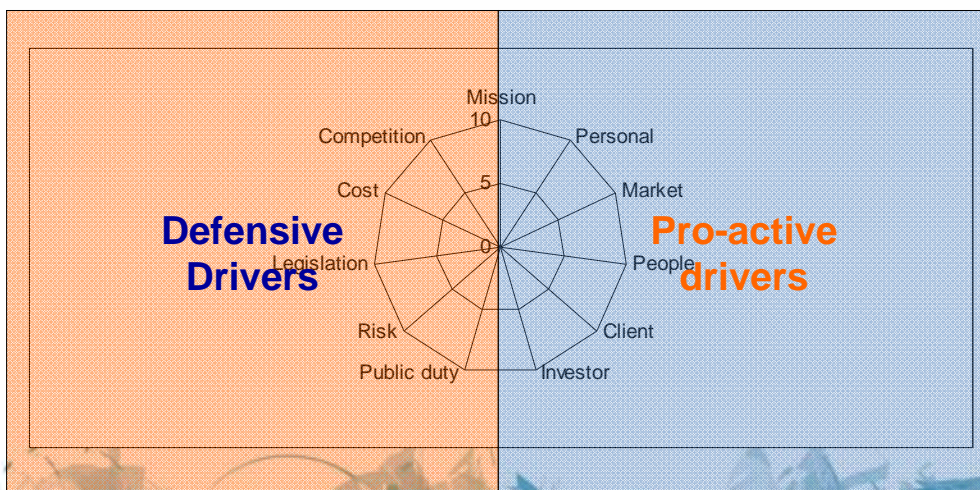 Mission
10
Competition
Personal
5
Cost
Market
Defensive
Drivers
Pro-active
drivers
0
Legislation
People
Risk
Client
Public duty
Investor